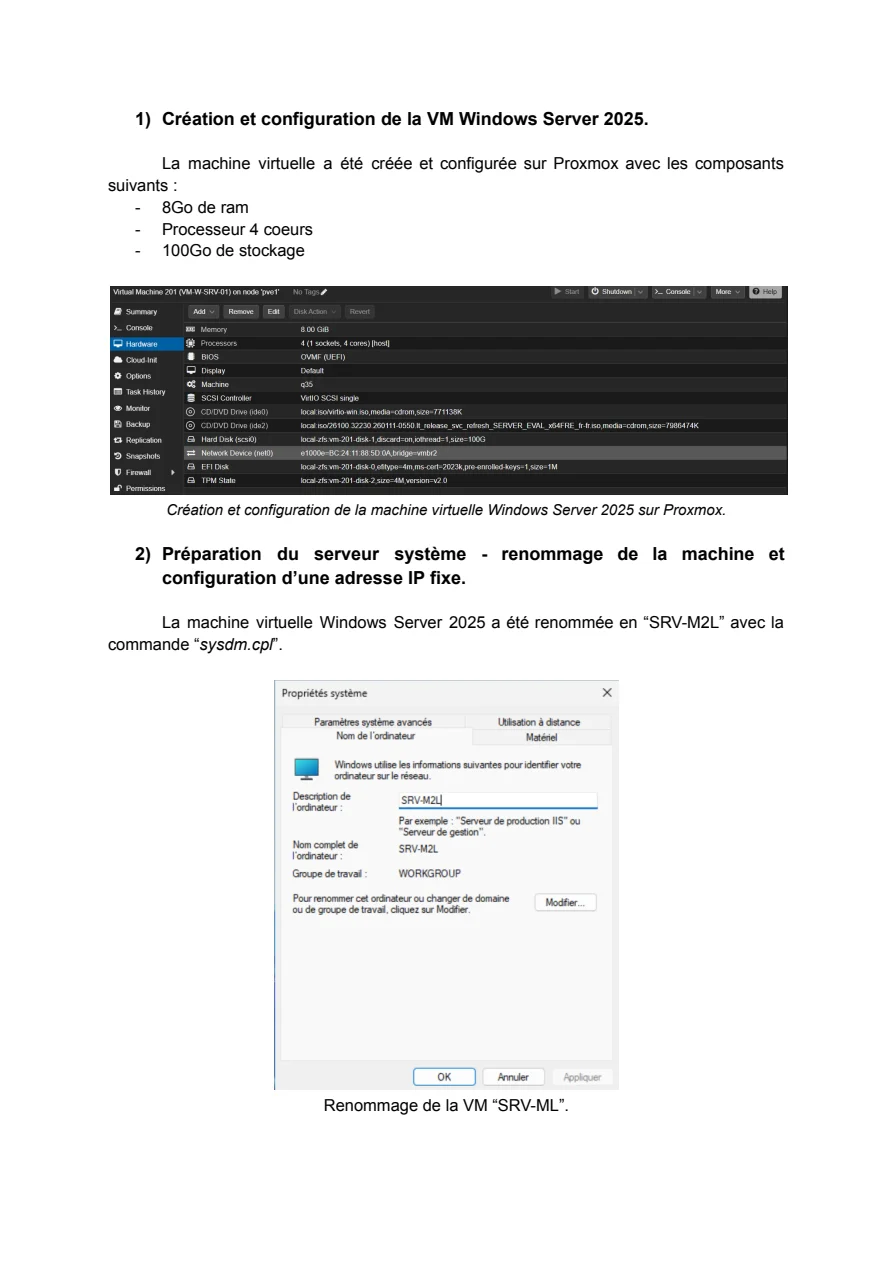 1) Création et configuration de la VM Windows Server 2025.
La machine virtuelle a été créée et configurée sur Proxmox avec les composants
suivants :
- 8Go de ram
- Processeur 4 coeurs
- 100Go de stockage
Virtual Machine 201 (VM-W-SRV-01) on node 'pve1' No Tags Start Shutdown Console More Help
Summary Add Remove Edit Disk Action Revert
Console Memory 8.00 GiB
Hardware Processors 4 (1 sockets, 4 cores) [host]
Cloud-Init BIOS OVMF (UEFI)
Options Display Default
Machine q35
Task History SCSI Controller VirtIO SCSI single
Monitor CD/DVD Drive (ide0) local:iso/virtio-win.iso,media=cdrom,size=771138K
Backup CD/DVD Drive (ide2) local:iso/26100.32230.260111-0550.lt_release_svc_refresh_SERVER_EVAL_x64FRE_fr-fr.iso,media=cdrom,size=7986474K
Replication Hard Disk (scsi0) local-zfs:vm-201-disk-1,discard=on,iothread=1,size=100G
Snapshots Network Device (net0) e1000e=BC:24:11:88:5D:0A,bridge=vmbr2
Firewall EFI Disk local-zfs:vm-201-disk-0,efitype=4m,ms-cert=2023k,pre-enrolled-keys=1,size=1M
Permissions TPM State local-zfs:vm-201-disk-2,size=4M,version=v2.0
Création et configuration de la machine virtuelle Windows Server 2025 sur Proxmox.
2) Préparation du serveur système - renommage de la machine et
configuration d’une adresse IP fixe.
La machine virtuelle Windows Server 2025 a été renommée en “SRV-M2L” avec la
commande “sysdm.cpl”.
Propriétés système
Paramètres système avancés Utilisation à distance
Nom de l'ordinateur Matériel
Windows utilise les informations suivantes pour identifier votre
ordinateur sur le réseau.
Description de
l'ordinateur : SRV-M2L
Par exemple : "Serveur de production IIS" ou
"Serveur de gestion".
Nom complet de
l'ordinateur : SRV-M2L
Groupe de travail : WORKGROUP
Pour renommer cet ordinateur ou changer de domaine
ou de groupe de travail, cliquez sur Modifier. Modifier...
OK Annuler Appliquer
Renommage de la VM “SRV-ML”.